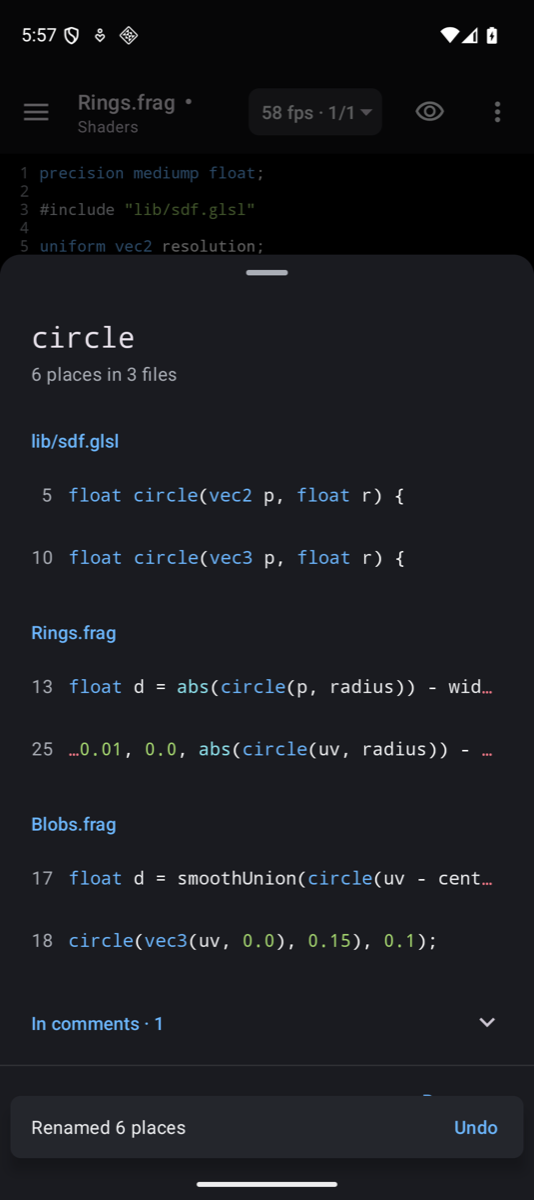 5:57
Rings.frag •
Shaders
58 fps · 1/1
1 precision mediump float;
2
3 #include "lib/sdf.glsl"
4
5 uniform vec2 resolution;
circle
6 places in 3 files
lib/sdf.glsl
5 float circle(vec2 p, float r) {
10 float circle(vec3 p, float r) {
Rings.frag
13 float d = abs(circle(p, radius)) - wid…
25 …0.01, 0.0, abs(circle(uv, radius)) - …
Blobs.frag
17 float d = smoothUnion(circle(uv - cent…
18 circle(vec3(uv, 0.0), 0.15), 0.1);
In comments · 1
Renamed 6 places
Undo